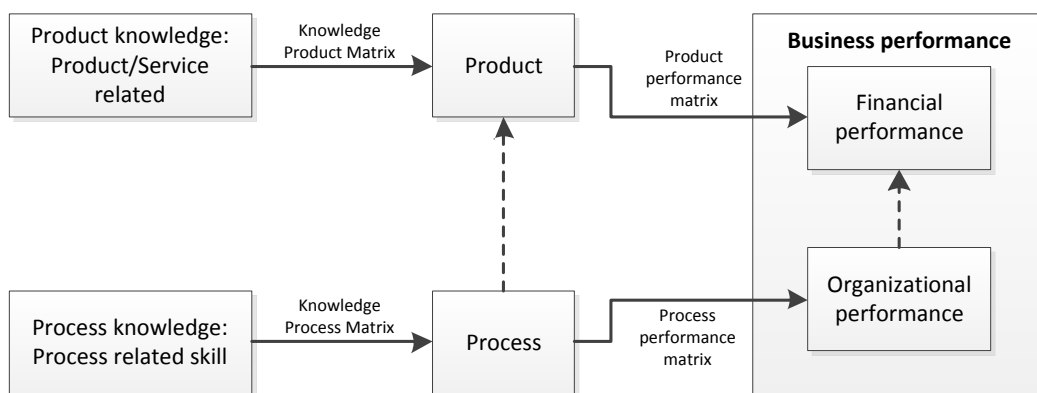 Product knowledge:
Product/Service
related
Knowledge
Product Matrix
Product
Product
performance
matrix
Business performance
Financial
performance
Process knowledge:
Process related skill
Knowledge
Process Matrix
Process
Process
performance
matrix
Organizational
performance